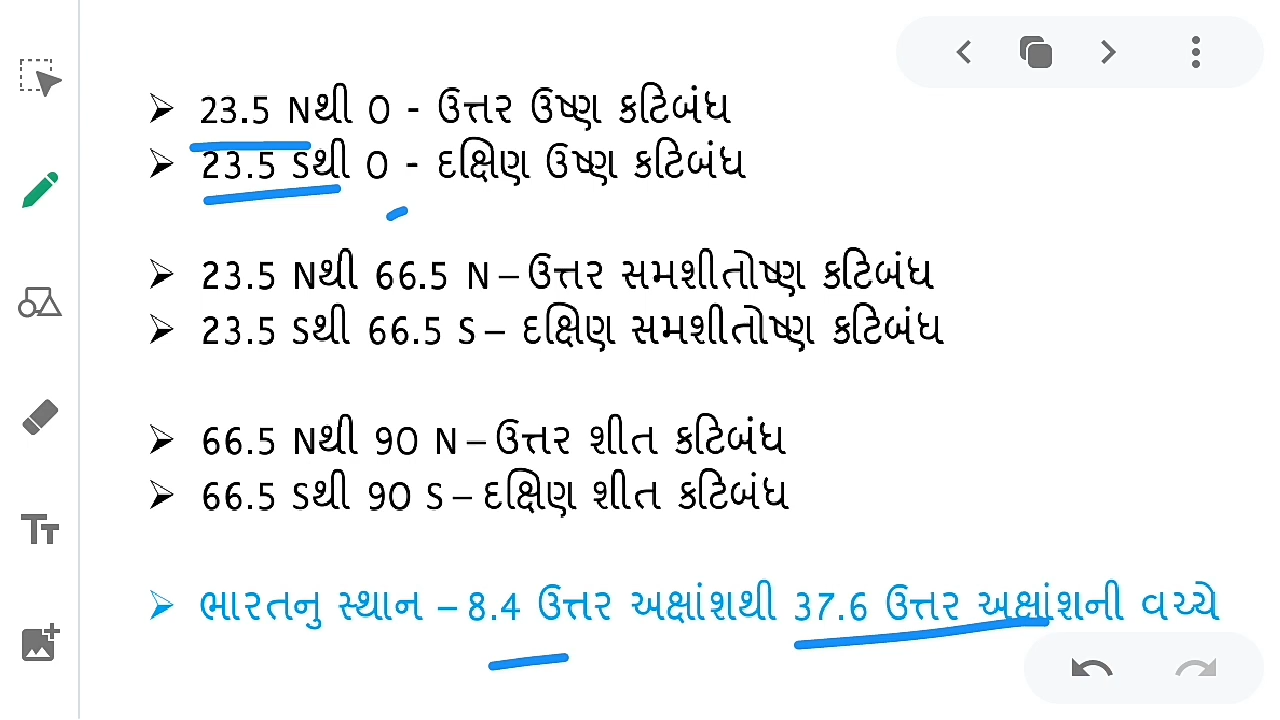 ➢ 23.5 Nથી 0 - ઉત્તર ઉષ્ણ કટિબંધ
➢ 23.5 Sથી 0 - દક્ષિણ ઉષ્ણ કટિબંધ
➢ 23.5 Nથી 66.5 N – ઉત્તર સમશીતોષ્ણ કટિબંધ
➢ 23.5 Sથી 66.5 S – દક્ષિણ સમશીતોષ્ણ કટિબંધ
➢ 66.5 Nથી 90 N – ઉત્તર શીત કટિબંધ
➢ 66.5 Sથી 90 S – દક્ષિણ શીત કટિબંધ
➢ ભારતનુ સ્થાન – 8.4 ઉત્તર અક્ષાંશથી 37.6 ઉત્તર અક્ષાંશની વચ્ચે